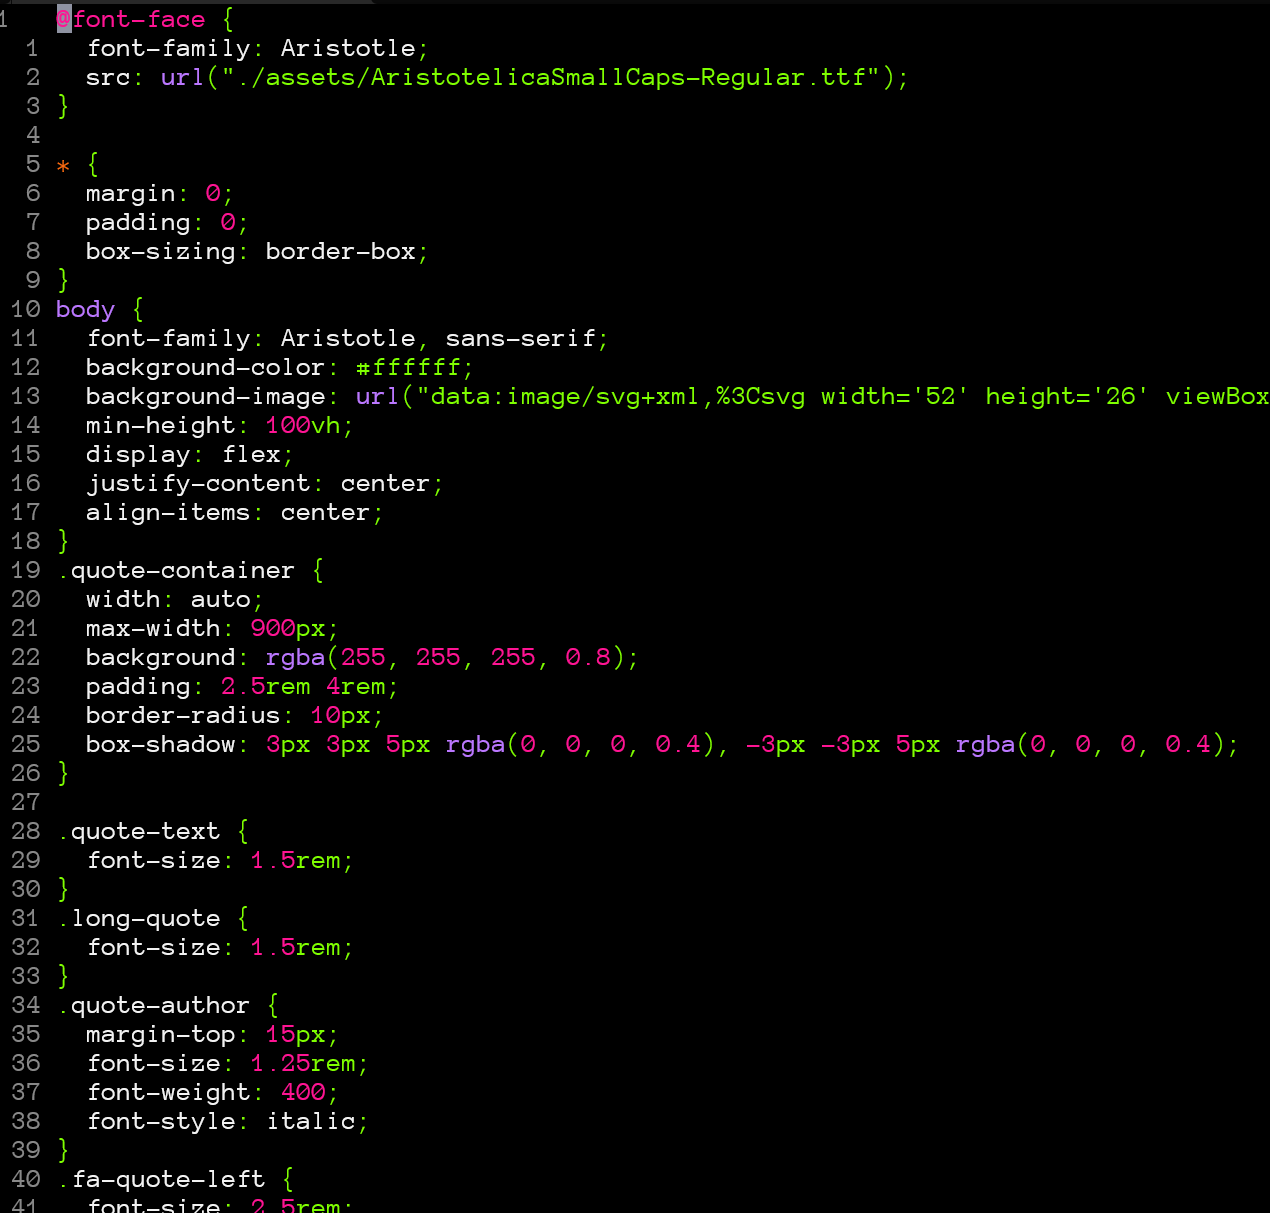 1 @font-face {
1 font-family: Aristotle;
2 src: url("./assets/AristotelicaSmallCaps-Regular.ttf");
3 }
4
5 * {
6 margin: 0;
7 padding: 0;
8 box-sizing: border-box;
9 }
10 body {
11 font-family: Aristotle, sans-serif;
12 background-color: #ffffff;
13 background-image: url("data:image/svg+xml,%3Csvg width='52' height='26' viewBox
14 min-height: 100vh;
15 display: flex;
16 justify-content: center;
17 align-items: center;
18 }
19 .quote-container {
20 width: auto;
21 max-width: 900px;
22 background: rgba(255, 255, 255, 0.8);
23 padding: 2.5rem 4rem;
24 border-radius: 10px;
25 box-shadow: 3px 3px 5px rgba(0, 0, 0, 0.4), -3px -3px 5px rgba(0, 0, 0, 0.4);
26 }
27
28 .quote-text {
29 font-size: 1.5rem;
30 }
31 .long-quote {
32 font-size: 1.5rem;
33 }
34 .quote-author {
35 margin-top: 15px;
36 font-size: 1.25rem;
37 font-weight: 400;
38 font-style: italic;
39 }
40 .fa-quote-left {
41 font-size: 2.5rem;